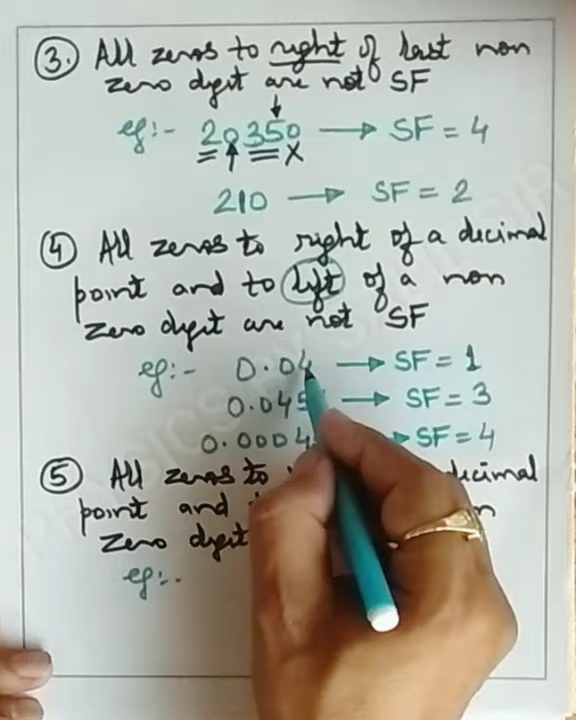 ③. All zeros to right of last non
zero digit are not SF
eg:- 20350 → SF = 4
210 → SF = 2
④ All zeros to right of a decimal
point and to left of a non
zero digit are not SF
eg:- 0.04 → SF = 1
0.045 → SF = 3
0.0004 → SF = 4
⑤ All zeros to decimal
point and
zero digit
eg:-